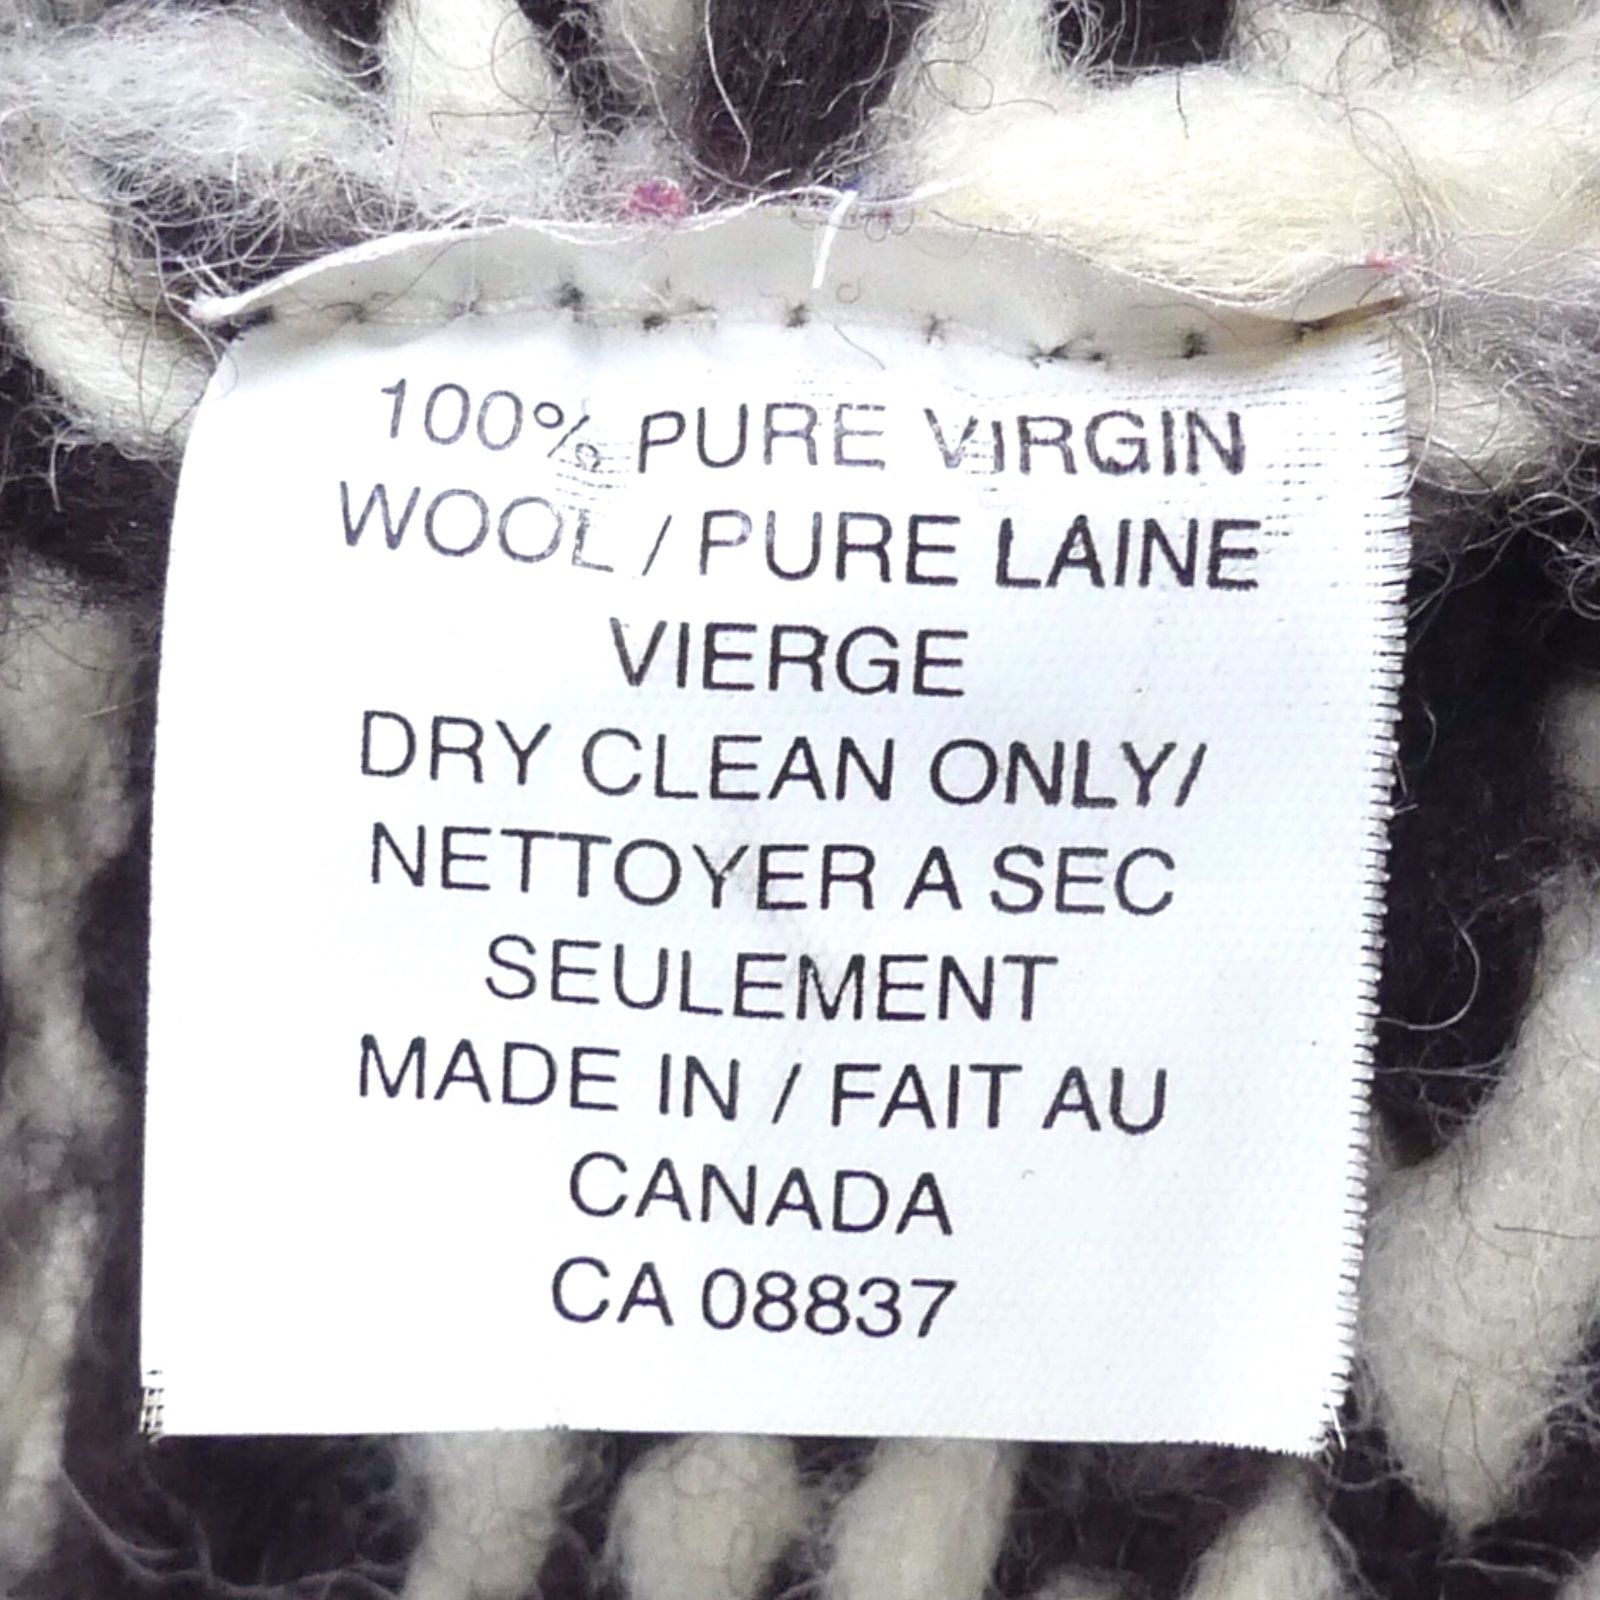 100% PURE VIRGIN
WOOL / PURE LAINE
VIERGE
DRY CLEAN ONLY/
NETTOYER A SEC
SEULEMENT
MADE IN / FAIT AU
CANADA
CA 08837